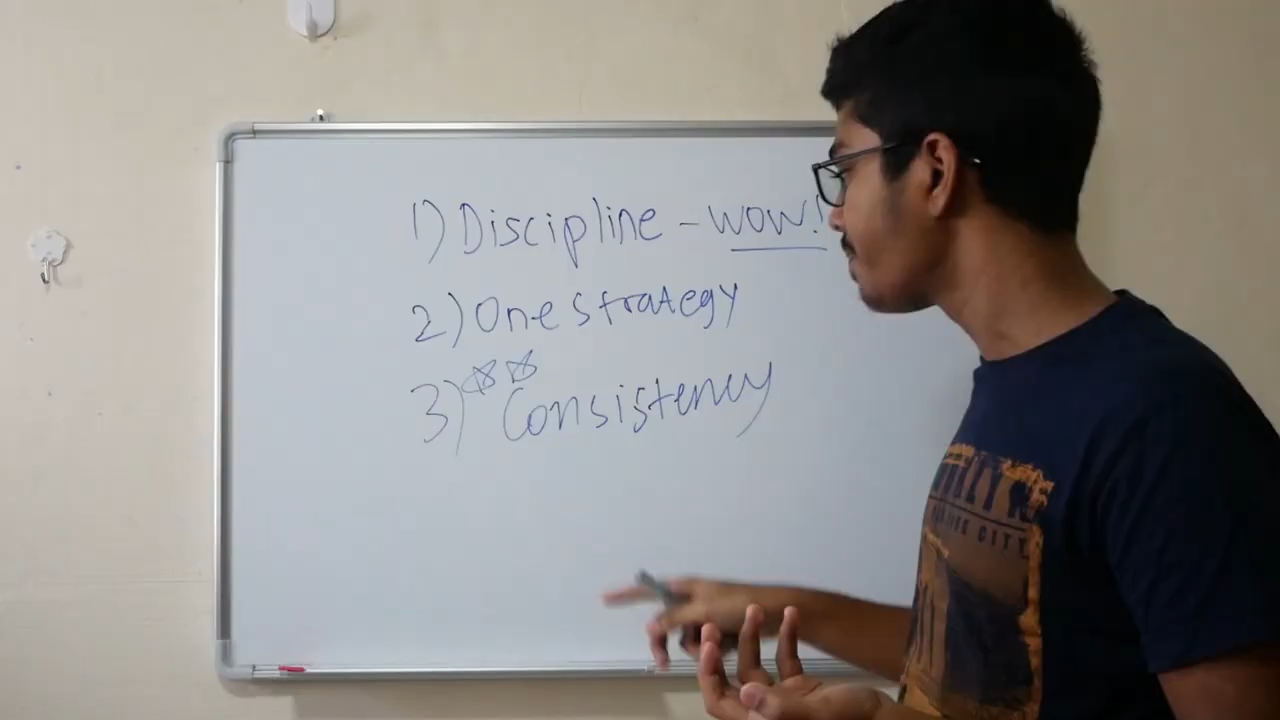 1) Discipline - WOW!
2) One strategy
3) ☆☆ Consistency